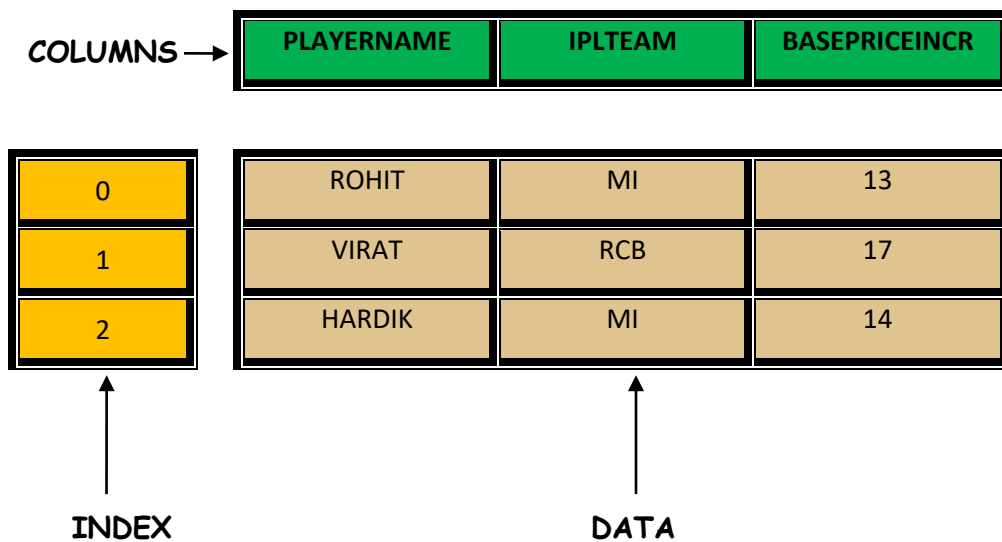 COLUMNS PLAYERNAME IPLTEAM BASEPRICEINCR
0 ROHIT MI 13
1 VIRAT RCB 17
2 HARDIK MI 14
INDEX DATA